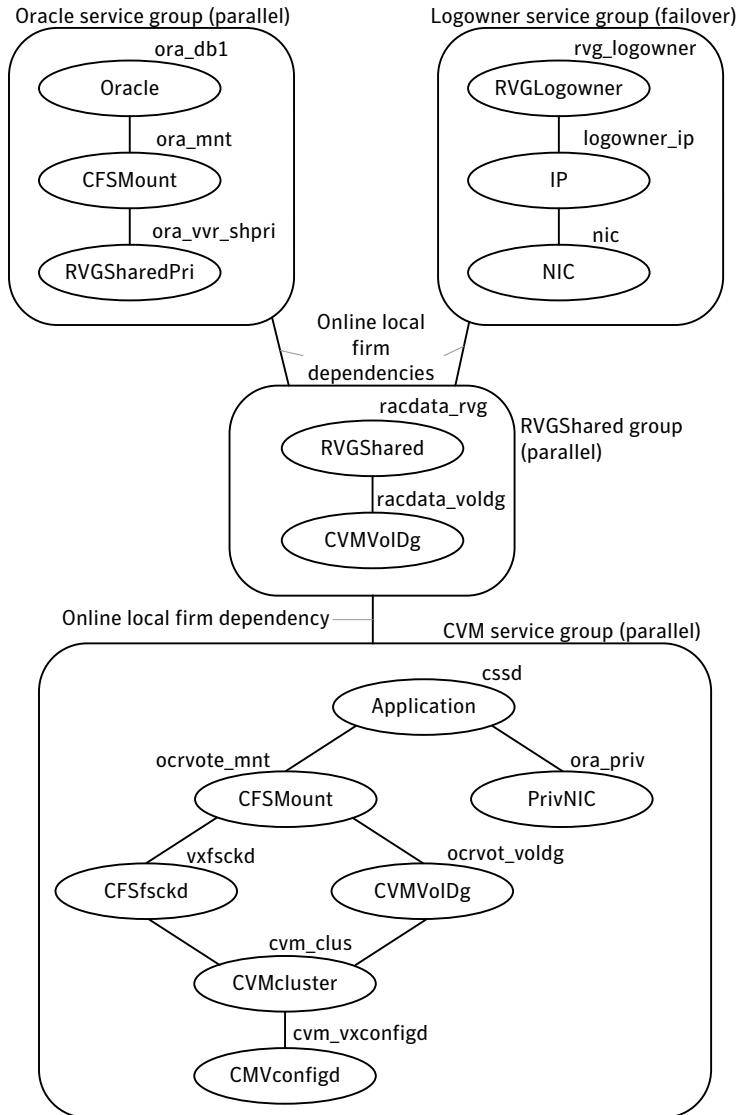 Oracle service group (parallel)
ora_db1
Oracle
ora_mnt
CFSMount
ora_vvr_shpri
RVGSharedPri
Logowner service group (failover)
rvg_logowner
RVGLogowner
logowner_ip
IP
nic
NIC
Online local
firm
dependencies
racdata_rvg
RVGShared
racdata_voldg
CVMVolDg
RVGShared group
(parallel)
Online local firm dependency
CVM service group (parallel)
cssd
Application
ocrvote_mnt
CFSMount
ora_priv
PrivNIC
vxfsckd
CFSfsckd
ocrvot_voldg
CVMVolDg
cvm_clus
CVMcluster
cvm_vxconfigd
CMVconfigd